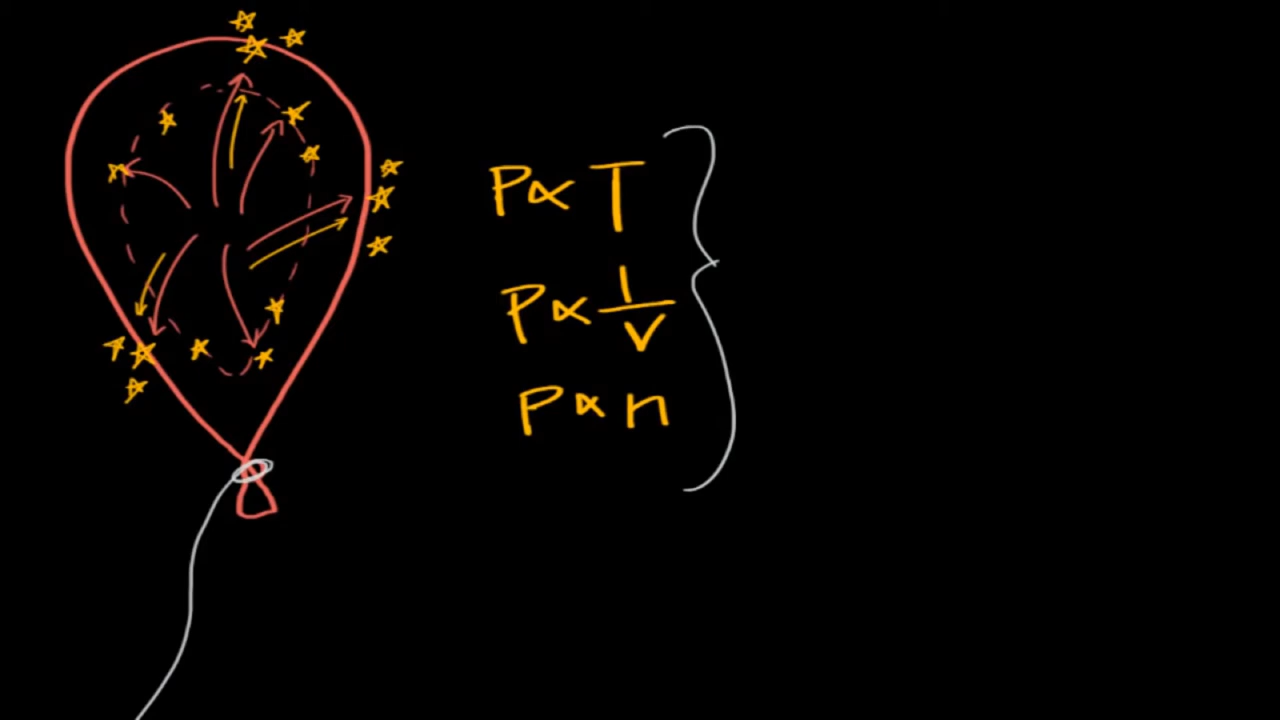 P ∝ T
P ∝ 1/V
P ∝ n